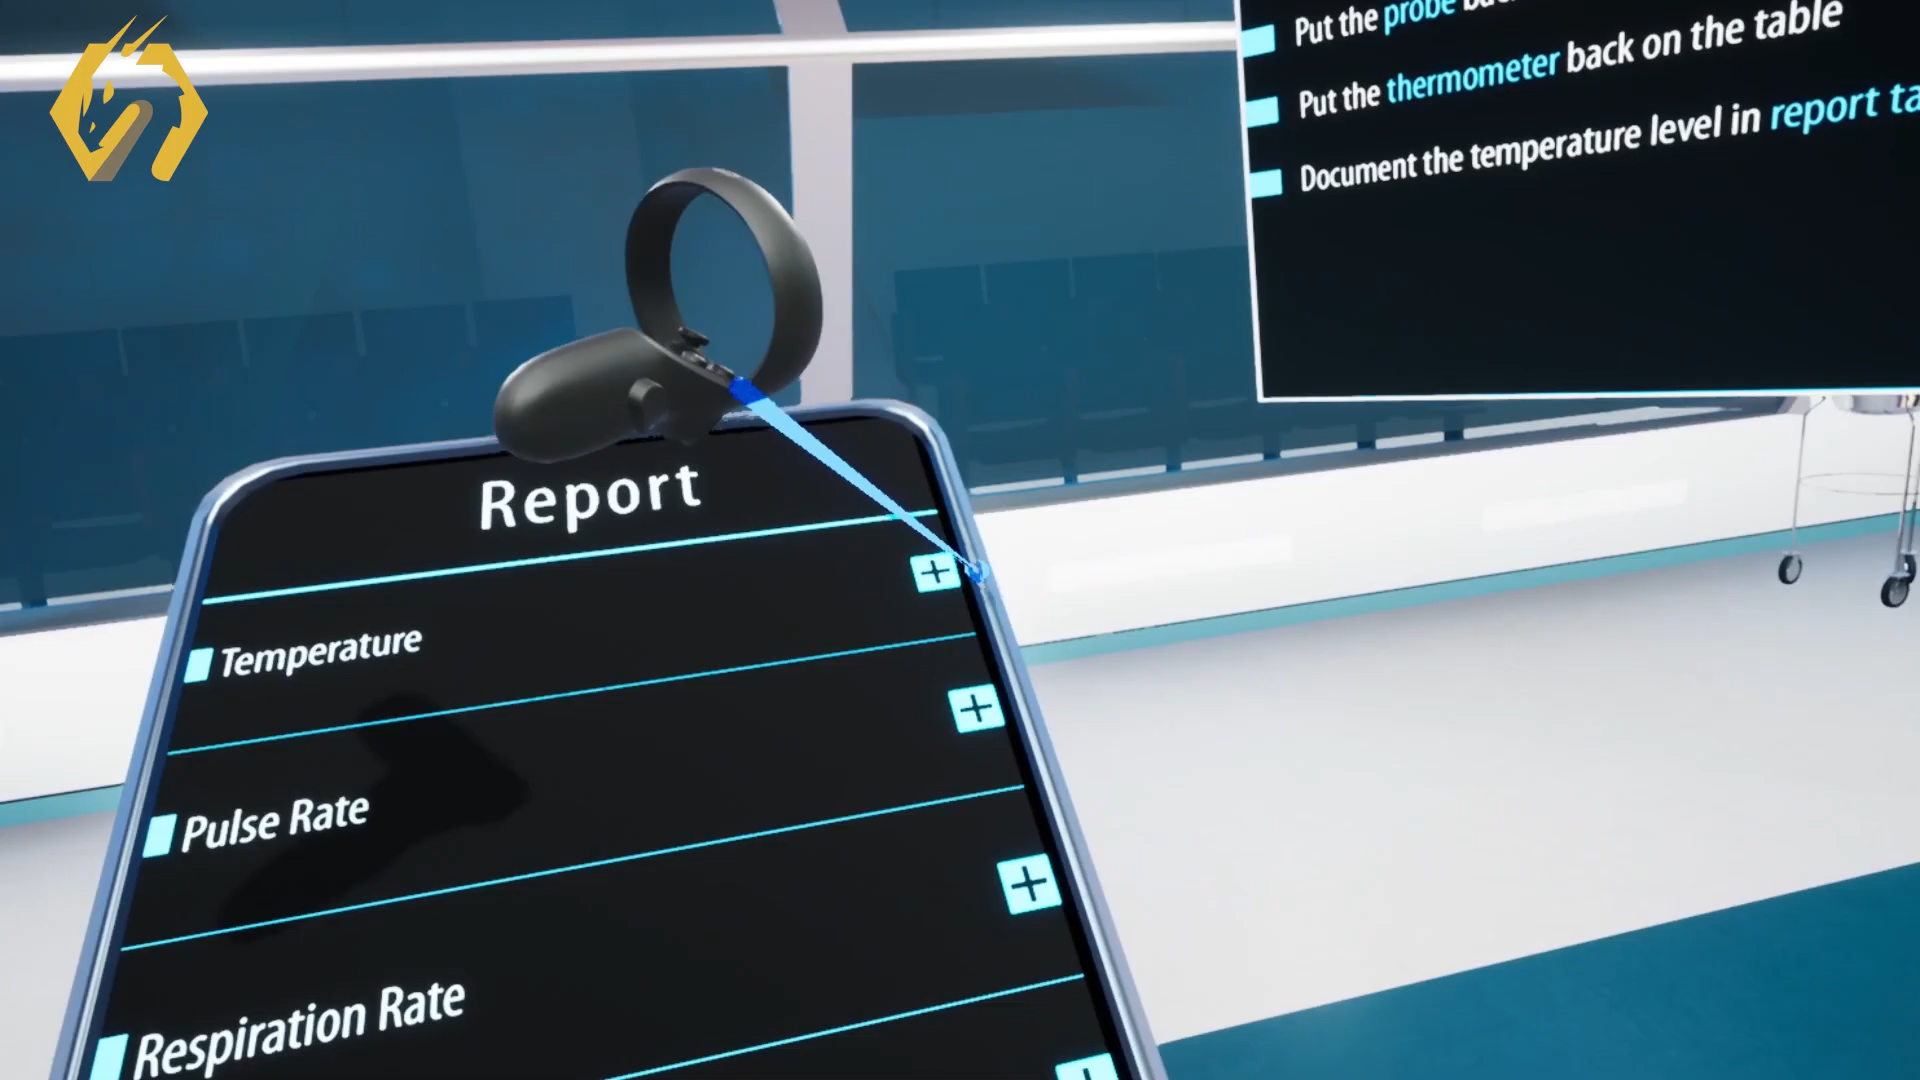 Put the probe
Put the thermometer back on the table
Document the temperature level in report
Report
Temperature
Pulse Rate
Respiration Rate